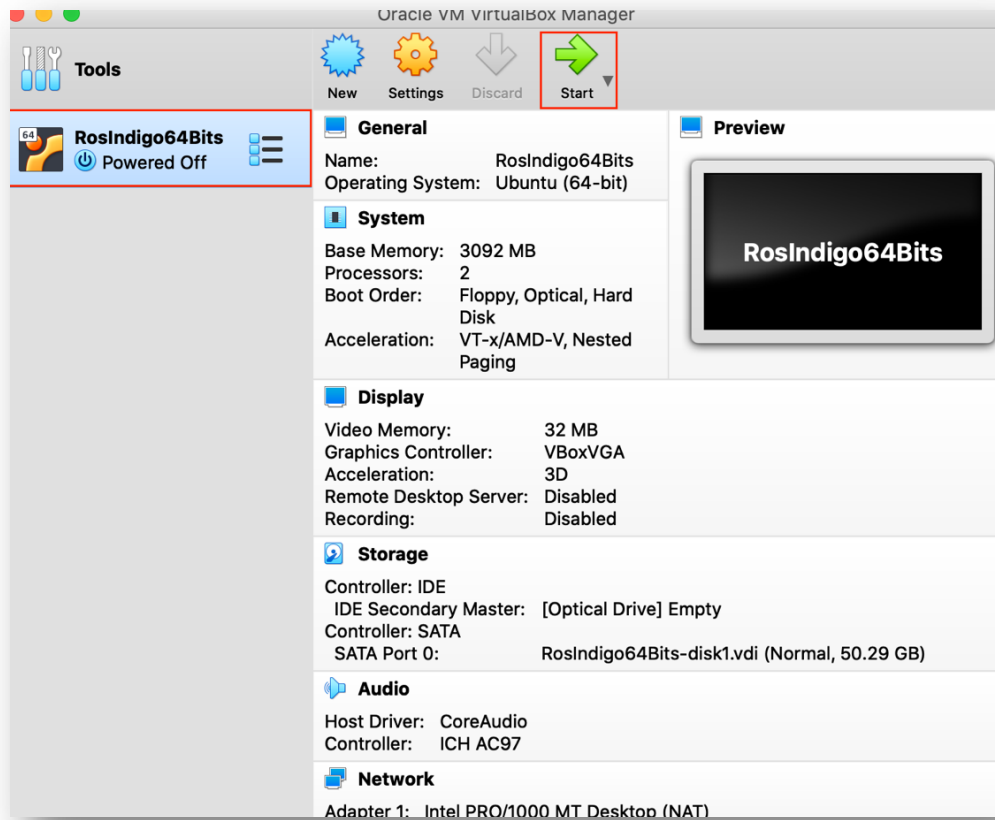 Oracle VM VirtualBox Manager
Tools
New Settings Discard Start
64
RosIndigo64Bits
Powered Off
General
Name: RosIndigo64Bits
Operating System: Ubuntu (64-bit)
System
Base Memory: 3092 MB
Processors: 2
Boot Order: Floppy, Optical, Hard
Disk
Acceleration: VT-x/AMD-V, Nested
Paging
Preview
RosIndigo64Bits
Display
Video Memory: 32 MB
Graphics Controller: VBoxVGA
Acceleration: 3D
Remote Desktop Server: Disabled
Recording: Disabled
Storage
Controller: IDE
IDE Secondary Master: [Optical Drive] Empty
Controller: SATA
SATA Port 0: RosIndigo64Bits-disk1.vdi (Normal, 50.29 GB)
Audio
Host Driver: CoreAudio
Controller: ICH AC97
Network
Adapter 1: Intel PRO/1000 MT Desktop (NAT)